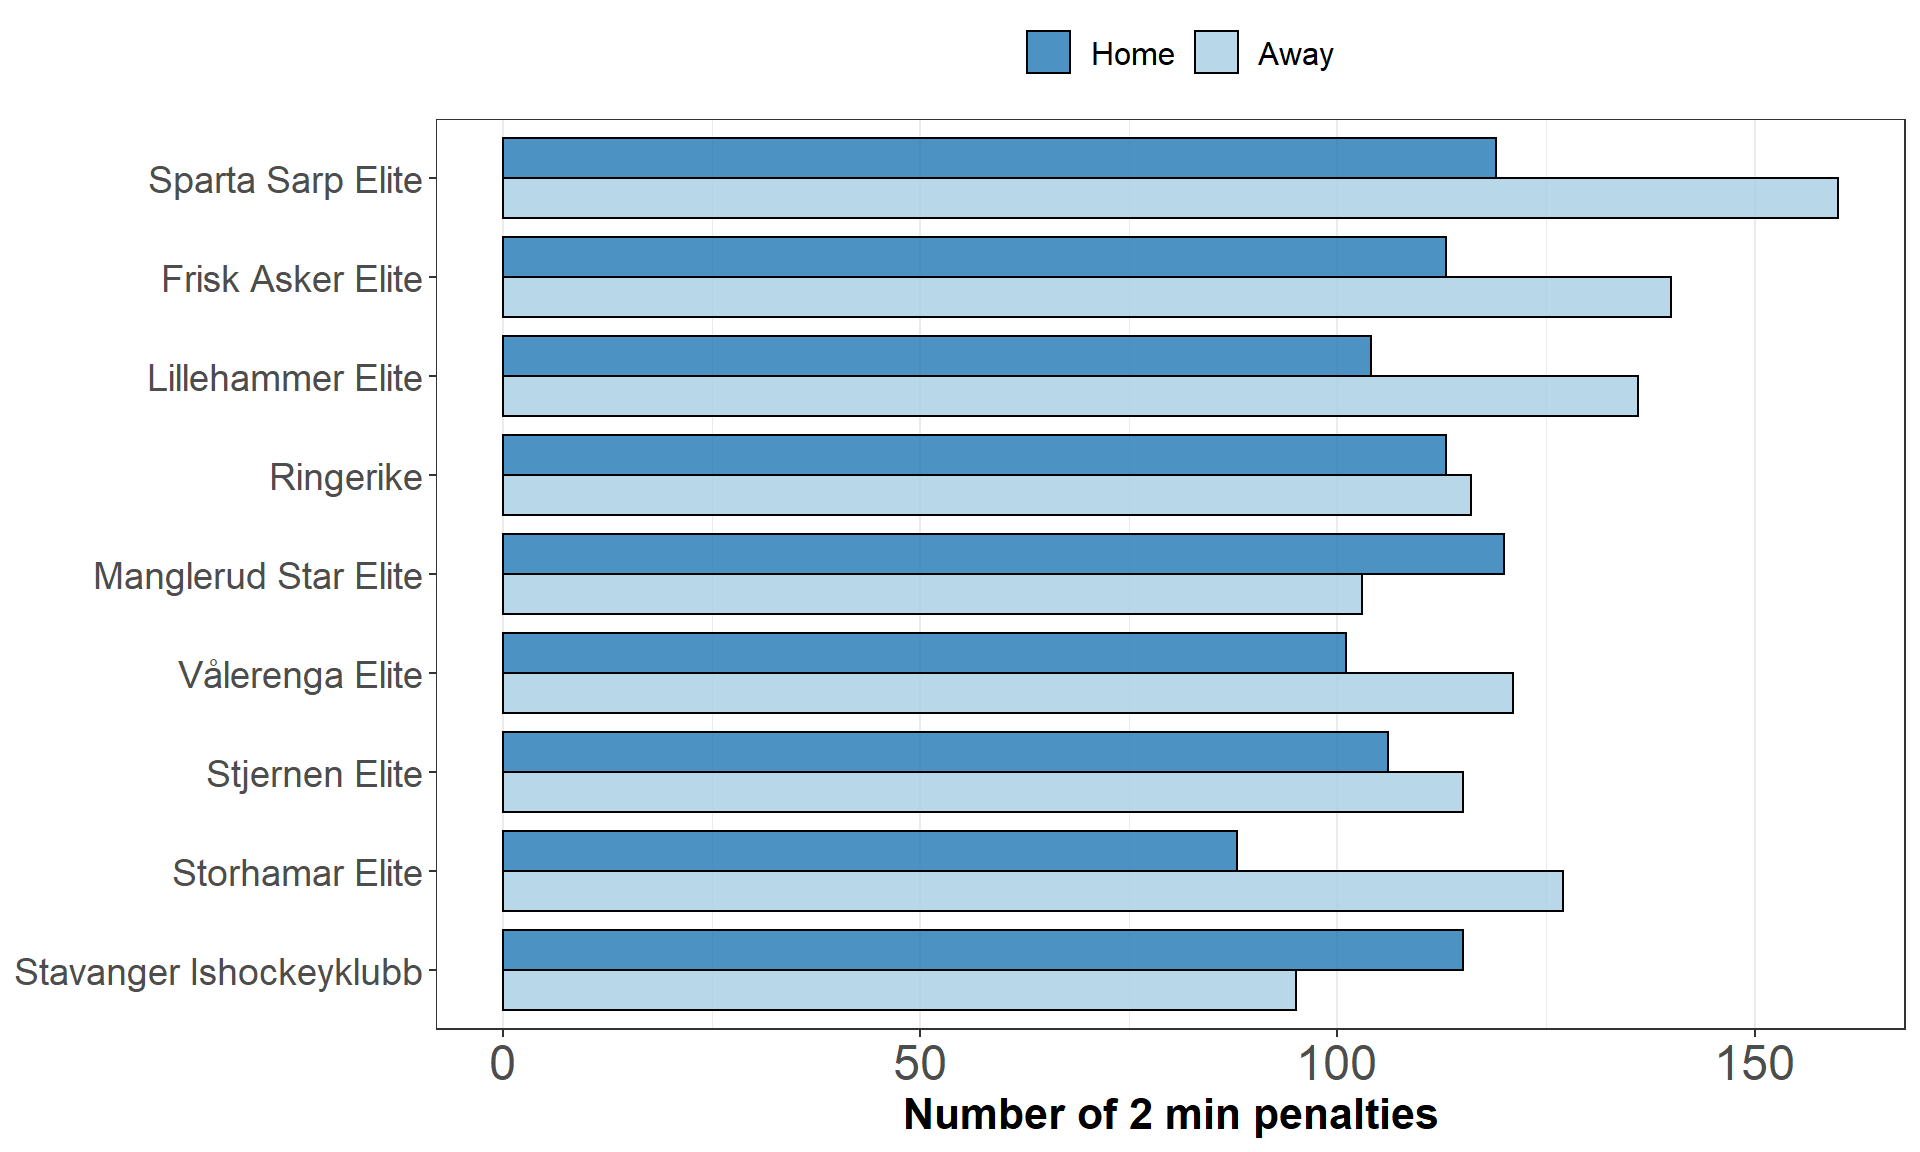 Home Away
Sparta Sarp Elite
Frisk Asker Elite
Lillehammer Elite
Ringerike
Manglerud Star Elite
Vålerenga Elite
Stjernen Elite
Storhamar Elite
Stavanger Ishockeyklubb
0 50 100 150
Number of 2 min penalties